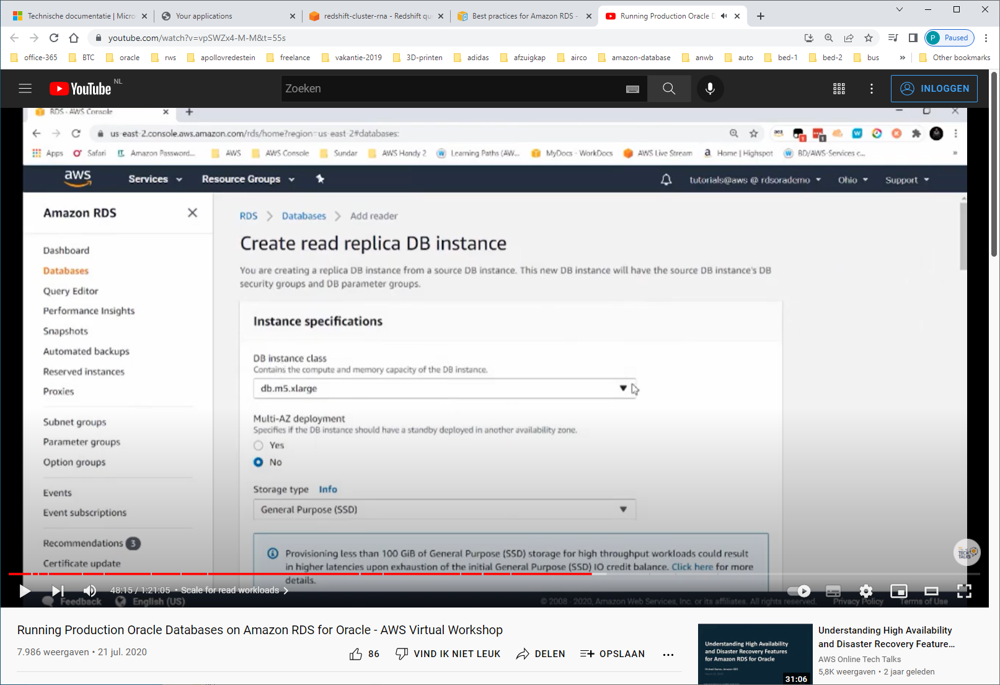 Technische documentatie | Micro
Your applications
redshift-cluster-rna - Redshift qu
Best practices for Amazon RDS -
Running Production Oracle D
youtube.com/watch?v=vpSWZx4-M-M&t=55s
P Paused
office-365 BTC oracle rws apollovredestein freelance vakantie-2019 3D-printen adidas afzuigkap airco amazon-database anwb auto bed-1 bed-2 bus » Other bookmarks
YouTube NL
Zoeken
INLOGGEN
RDS - AWS Console
us-east-2.console.aws.amazon.com/rds/home?region=us-east-2#databases:
Apps Safari Amazon Password... AWS AWS Console Sundar AWS Handy 2 Learning Paths (AW... MyDocs - WorkDocs AWS Live Stream Home | Highspot BD/AWS-Services c... »
aws Services Resource Groups tutorials@aws @ rdsorademo Ohio Support
Amazon RDS
Dashboard
Databases
Query Editor
Performance Insights
Snapshots
Automated backups
Reserved instances
Proxies
Subnet groups
Parameter groups
Option groups
Events
Event subscriptions
Recommendations 3
Certificate update
RDS > Databases > Add reader
Create read replica DB instance
You are creating a replica DB instance from a source DB instance. This new DB instance will have the source DB instance's DB
security groups and DB parameter groups.
Instance specifications
DB instance class
Contains the compute and memory capacity of the DB instance.
db.m5.xlarge
Multi-AZ deployment
Specifies if the DB instance should have a standby deployed in another availability zone.
Yes
No
Storage type Info
General Purpose (SSD)
Provisioning less than 100 GiB of General Purpose (SSD) storage for high throughput workloads could result
in higher latencies upon exhaustion of the initial General Purpose (SSD) IO credit balance. Click here for more
details.
TECH
TALKS
48:15 / 1:21:05 • Scale for read workloads
Feedback English (US) © 2008 - 2020, Amazon Web Services, Inc. or its affiliates. All rights reserved. Privacy Policy Terms of Use
Running Production Oracle Databases on Amazon RDS for Oracle - AWS Virtual Workshop
7.986 weergaven • 21 jul. 2020
86 VIND IK NIET LEUK DELEN OPSLAAN
Understanding High Availability
and Disaster Recovery Features
for Amazon RDS for Oracle
31:06
Understanding High Availability
and Disaster Recovery Feature...
AWS Online Tech Talks
5,8K weergaven • 2 jaar geleden